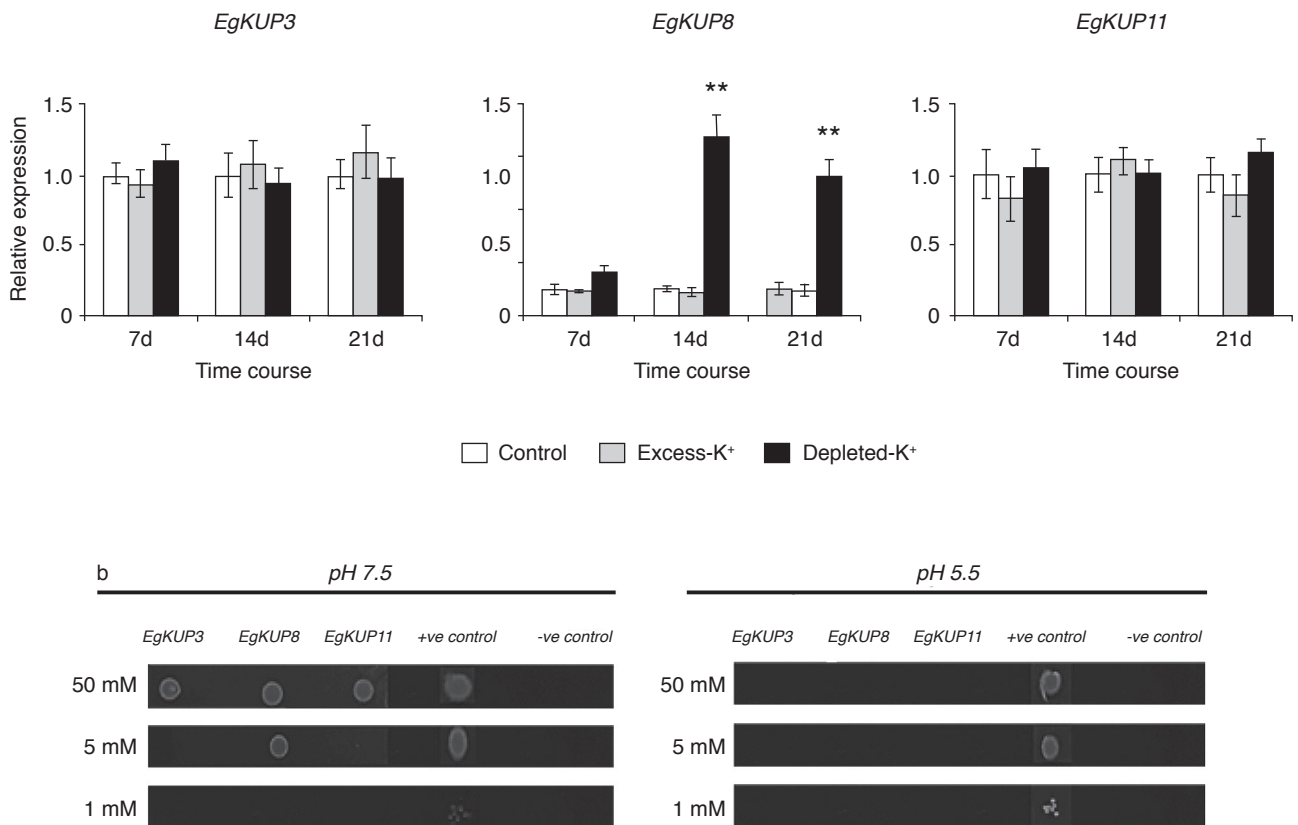 EgKUP3 EgKUP8 EgKUP11
Relative expression
1.5
1.0
0.5
0
7d 14d 21d
Time course
1.5
1.0
0.5
0
** **
7d 14d 21d
Time course
1.5
1.0
0.5
0
7d 14d 21d
Time course
Control Excess-K⁺ Depleted-K⁺
b pH 7.5
EgKUP3 EgKUP8 EgKUP11 +ve control -ve control
50 mM
5 mM
1 mM
pH 5.5
EgKUP3 EgKUP8 EgKUP11 +ve control -ve control
50 mM
5 mM
1 mM